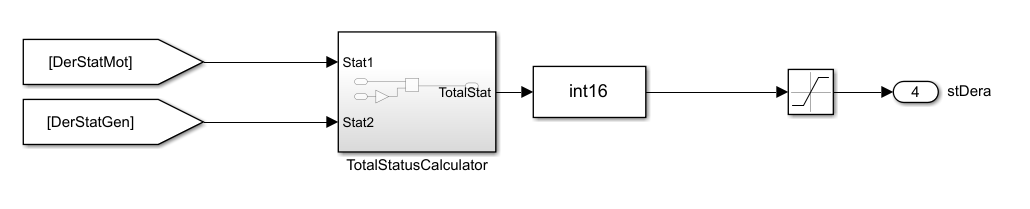 [DerStatMot]
[DerStatGen]
Stat1
Stat2
TotalStat
TotalStatusCalculator
int16
4
stDera